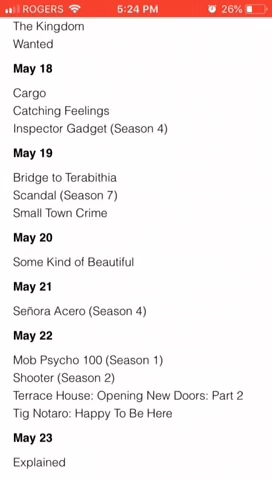 ROGERS 5:24 PM 26%
The Kingdom
Wanted
May 18
Cargo
Catching Feelings
Inspector Gadget (Season 4)
May 19
Bridge to Terabithia
Scandal (Season 7)
Small Town Crime
May 20
Some Kind of Beautiful
May 21
Señora Acero (Season 4)
May 22
Mob Psycho 100 (Season 1)
Shooter (Season 2)
Terrace House: Opening New Doors: Part 2
Tig Notaro: Happy To Be Here
May 23
Explained